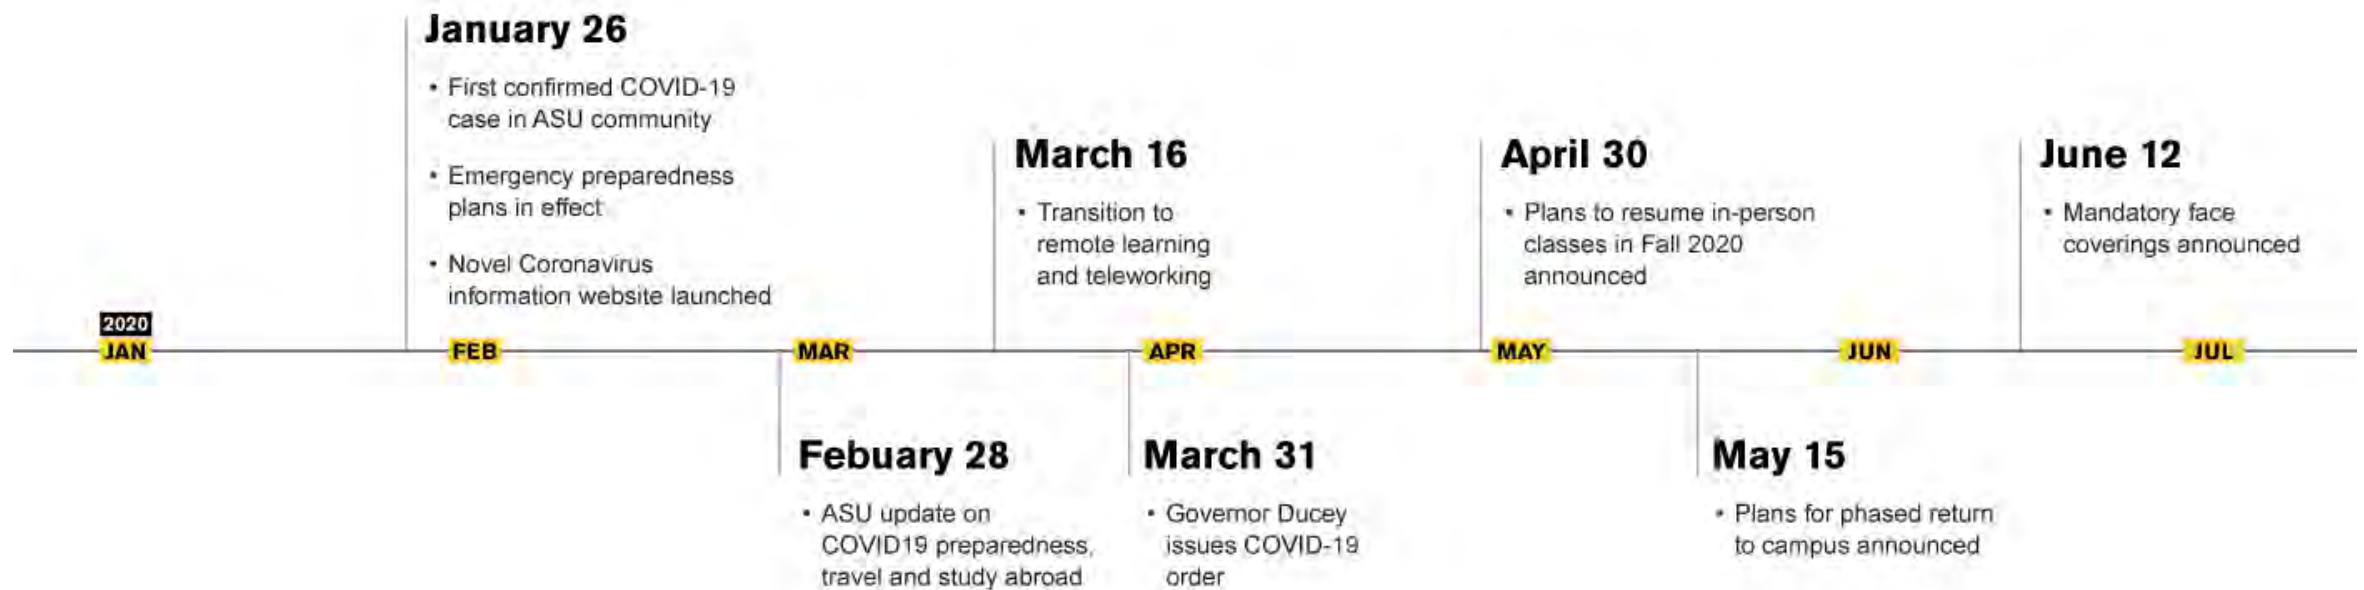 January 26
• First confirmed COVID-19
case in ASU community
• Emergency preparedness
plans in effect
• Novel Coronavirus
information website launched
March 16
• Transition to
remote learning
and teleworking
April 30
• Plans to resume in-person
classes in Fall 2020
announced
June 12
• Mandatory face
coverings announced
2020
JAN
FEB
MAR
APR
MAY
JUN
JUL
Febuary 28
• ASU update on
COVID19 preparedness,
travel and study abroad
March 31
• Governor Ducey
issues COVID-19
order
May 15
• Plans for phased return
to campus announced